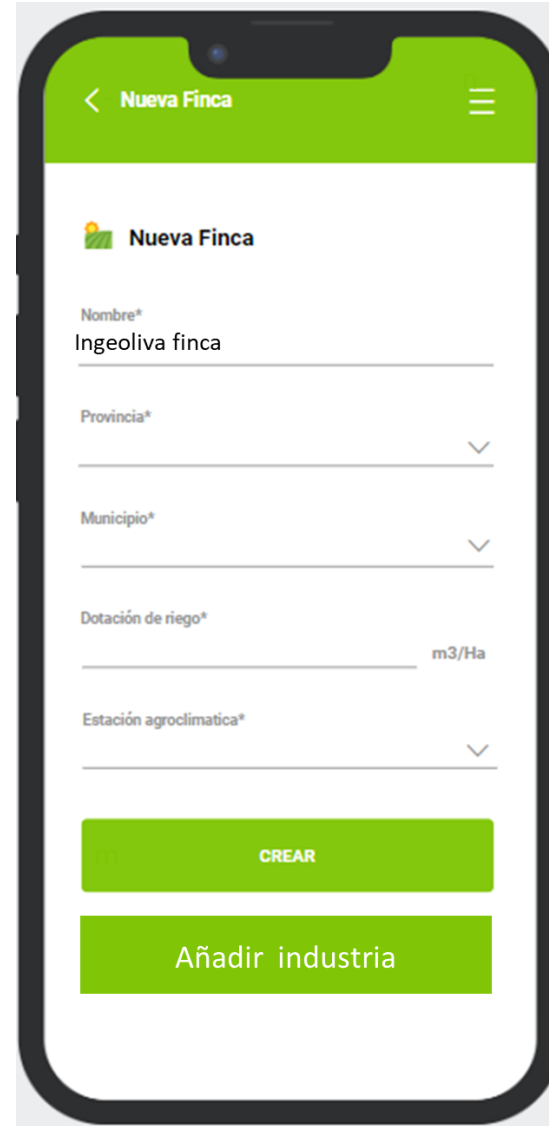 Nueva Finca
Nueva Finca
Nombre*
Ingeoliva finca
Provincia*
Municipio*
Dotación de riego*
m3/Ha
Estación agroclimatica*
CREAR
Añadir industria